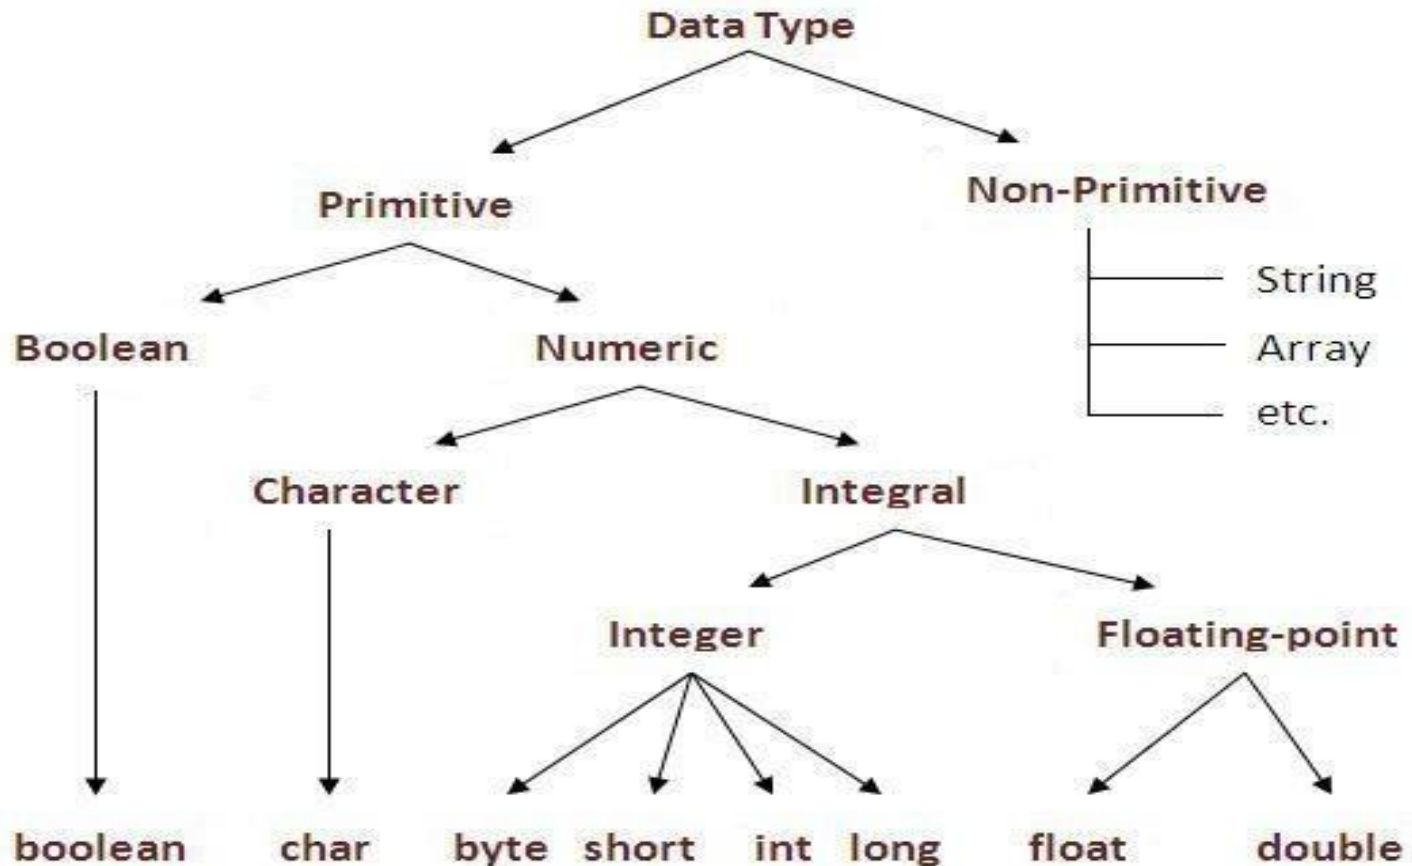 Data Type
Primitive
Non-Primitive
String
Array
etc.
Boolean
Numeric
Character
Integral
Integer
Floating-point
boolean
char
byte
short
int
long
float
double